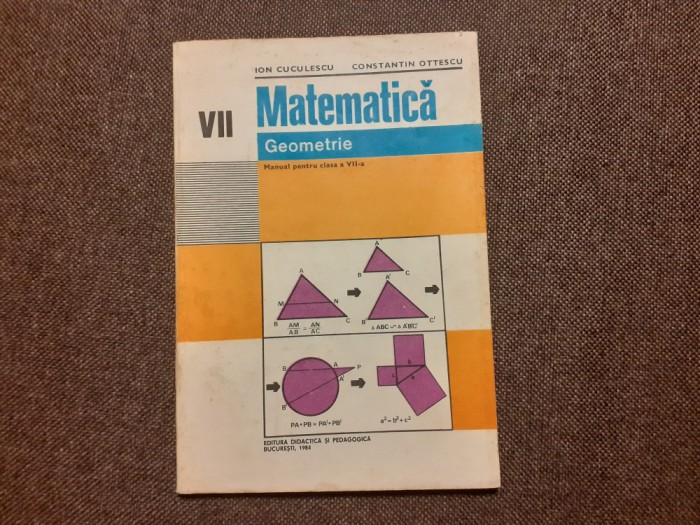 ION CUCULESCU CONSTANTIN OTTESCU
VII
Matematică
Geometrie
Manual pentru clasa a VII-a
A
B C
A
M N
B C
AM/AB = AN/AC
A'
B' C'
△ ABC ∼ △ A'B'C'
B A P
A'
B'
PA•PB = PA'•PB'
b
c
a
a² = b² + c²
EDITURA DIDACTICĂ ȘI PEDAGOGICĂ
BUCUREȘTI, 1984